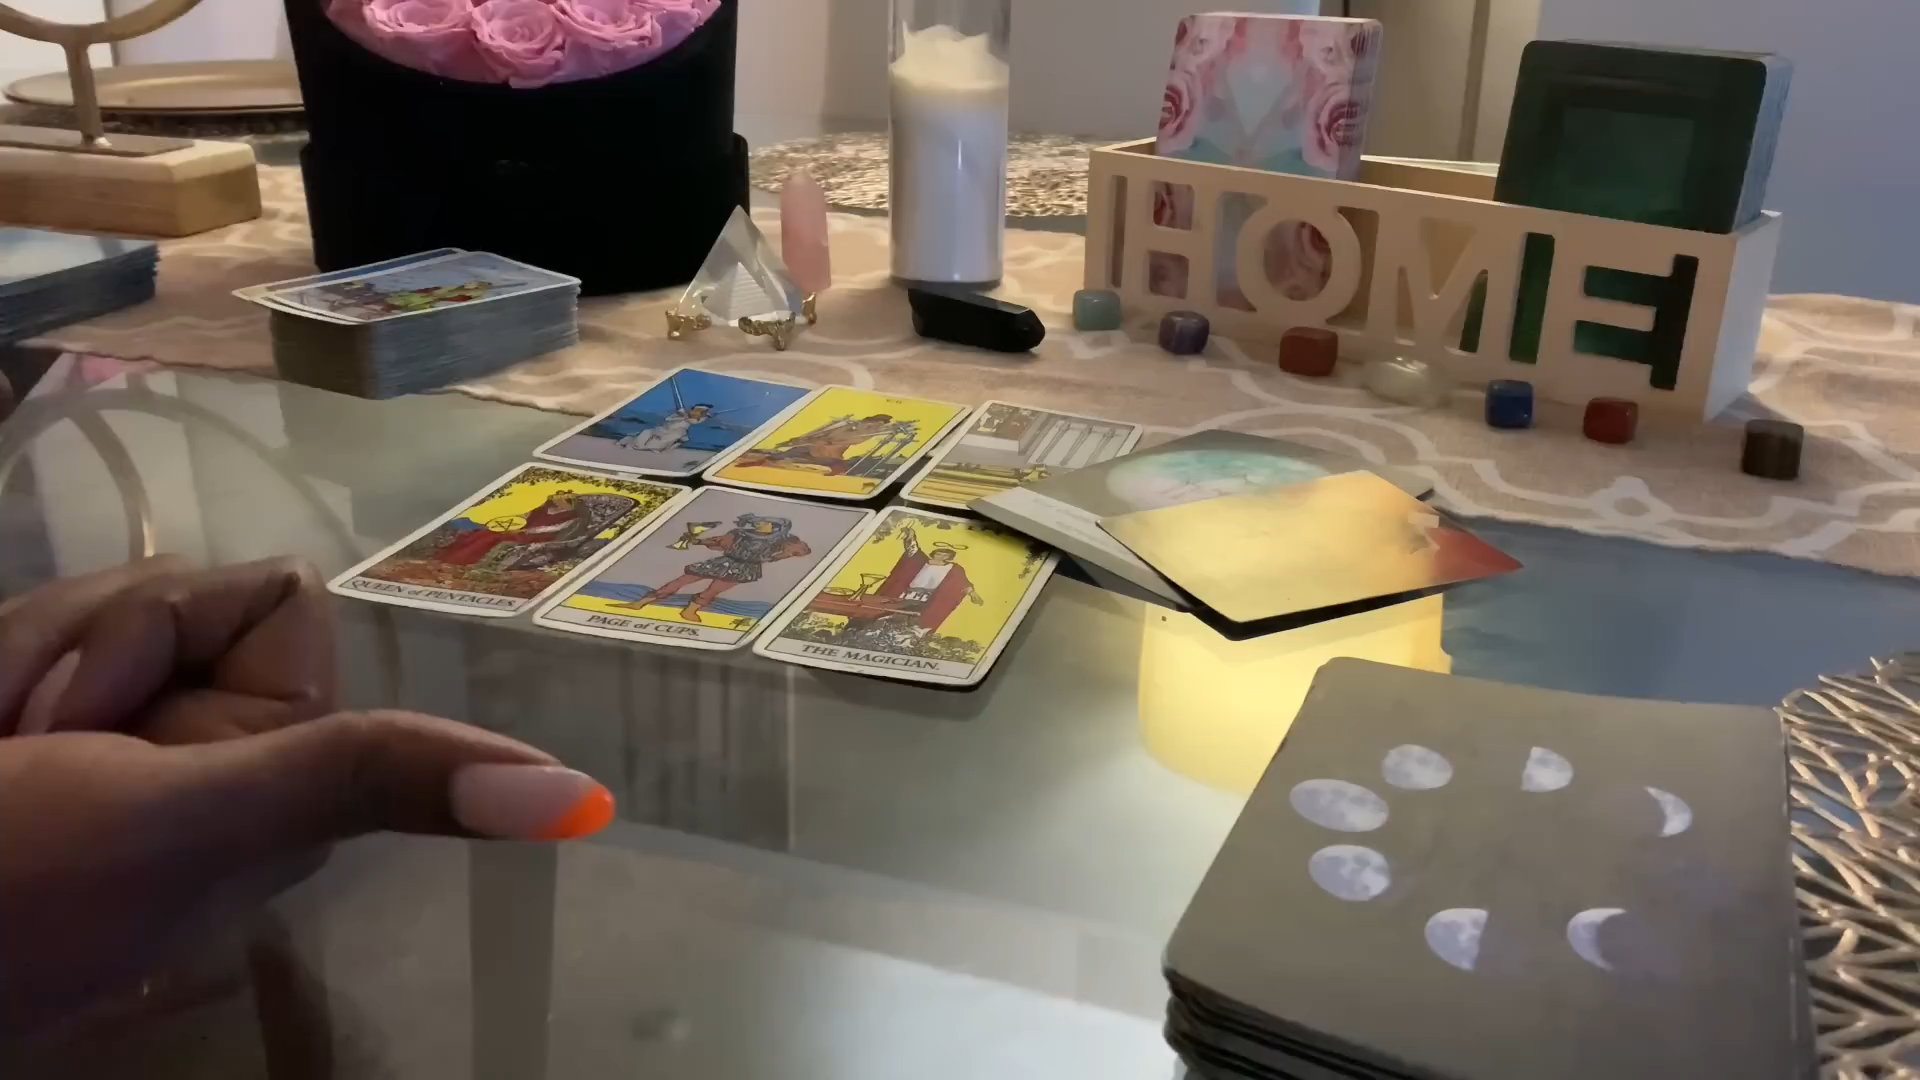 HOME
QUEEN of PENTACLES.
PAGE of CUPS.
THE MAGICIAN.